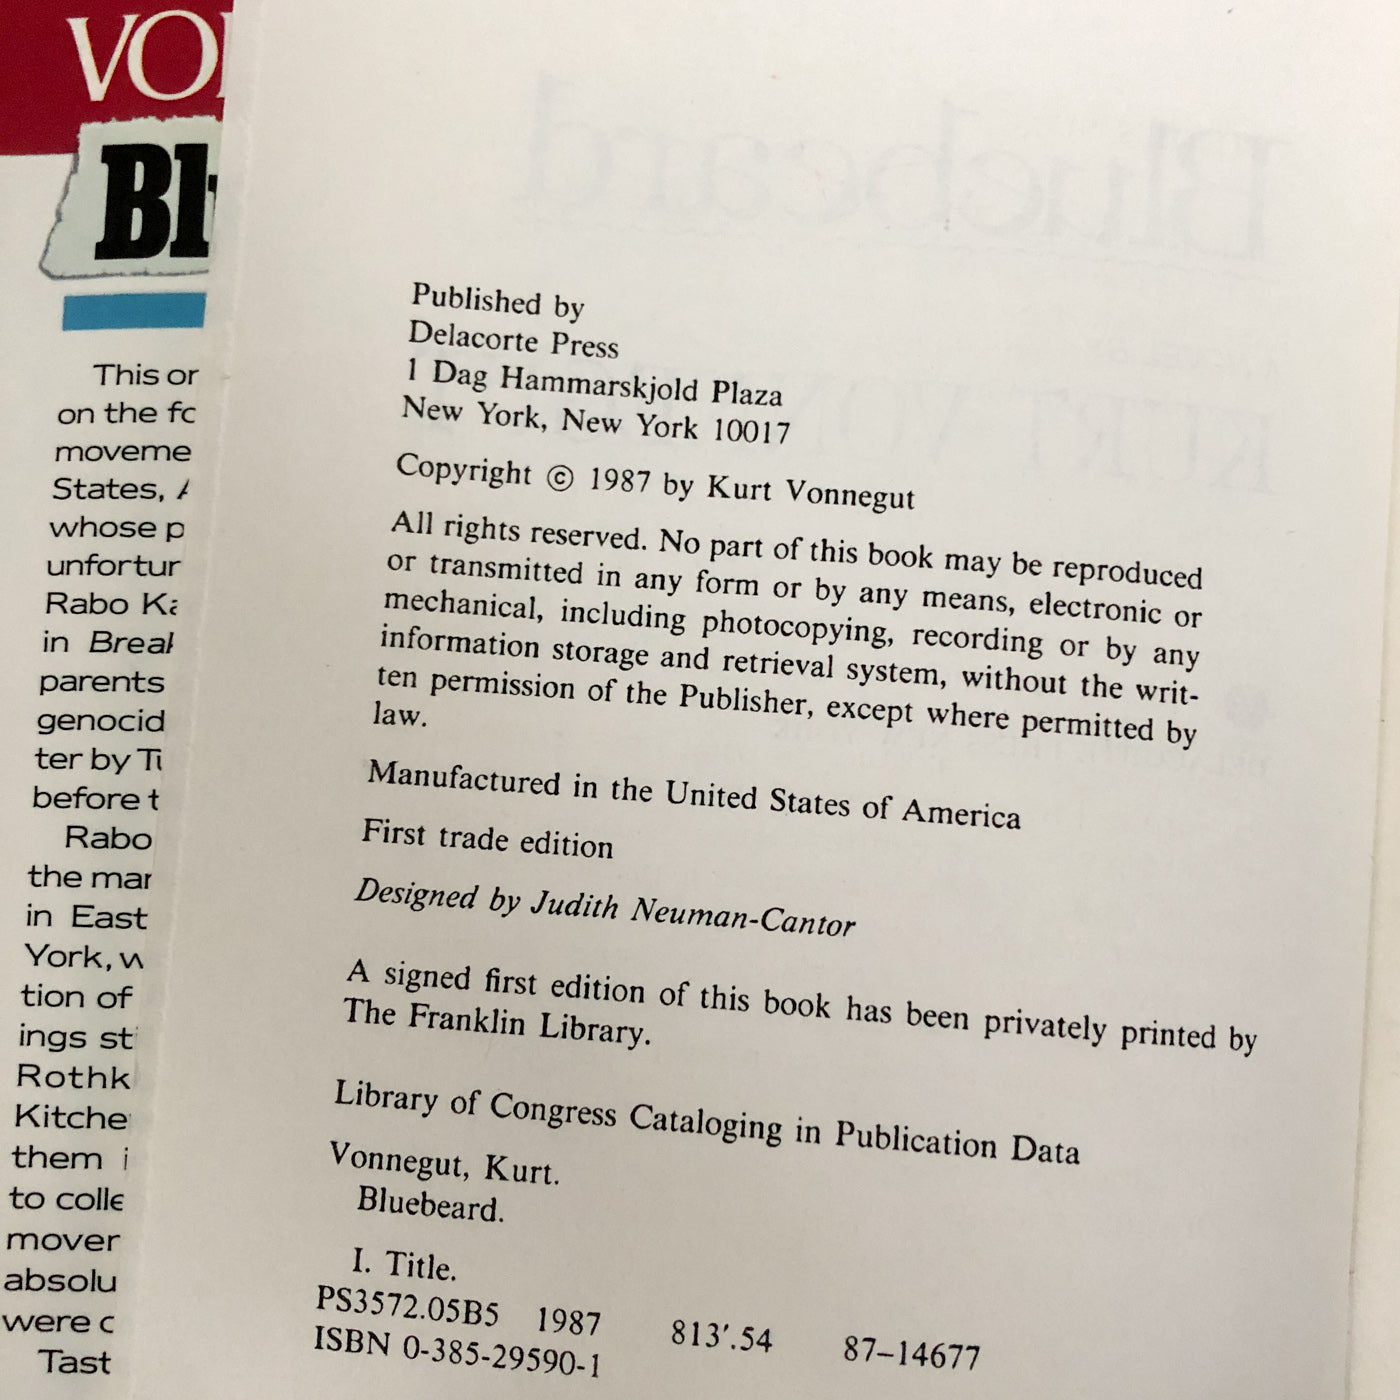 VO
Bl
This or
on the fo
moveme
States, A
whose p
unfortur
Rabo Ka
in Breal
parents
genocid
ter by Tu
before t
Rabo
the mar
in East
York, w
tion of
ings st
Rothk
Kitche
them i
to colle
mover
absolu
were c
Tast
Bluebeard
Published by
Delacorte Press
1 Dag Hammarskjold Plaza
New York, New York 10017
Copyright © 1987 by Kurt Vonnegut
All rights reserved. No part of this book may be reproduced
or transmitted in any form or by any means, electronic or
mechanical, including photocopying, recording or by any
information storage and retrieval system, without the writ-
ten permission of the Publisher, except where permitted by
law.
Manufactured in the United States of America
First trade edition
Designed by Judith Neuman-Cantor
A signed first edition of this book has been privately printed by
The Franklin Library.
Library of Congress Cataloging in Publication Data
Vonnegut, Kurt.
Bluebeard.
I. Title.
PS3572.05B5 1987 813'.54 87–14677
ISBN 0-385-29590-1